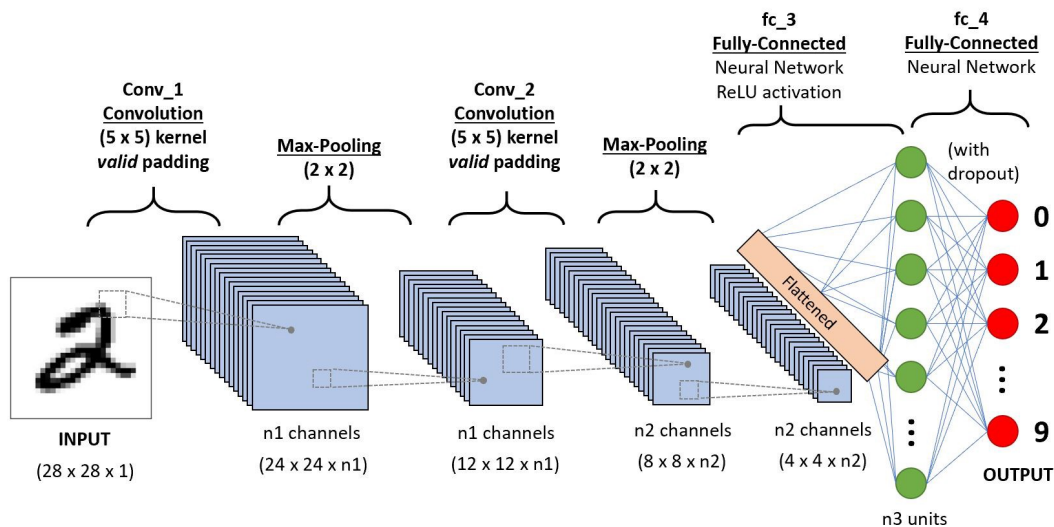 Conv_1
Convolution
(5 x 5) kernel
valid padding
Max-Pooling
(2 x 2)
Conv_2
Convolution
(5 x 5) kernel
valid padding
Max-Pooling
(2 x 2)
fc_3
Fully-Connected
Neural Network
ReLU activation
fc_4
Fully-Connected
Neural Network
(with
dropout)
Flattened
0
1
2
9
OUTPUT
2
INPUT
(28 x 28 x 1)
n1 channels
(24 x 24 x n1)
n1 channels
(12 x 12 x n1)
n2 channels
(8 x 8 x n2)
n2 channels
(4 x 4 x n2)
n3 units